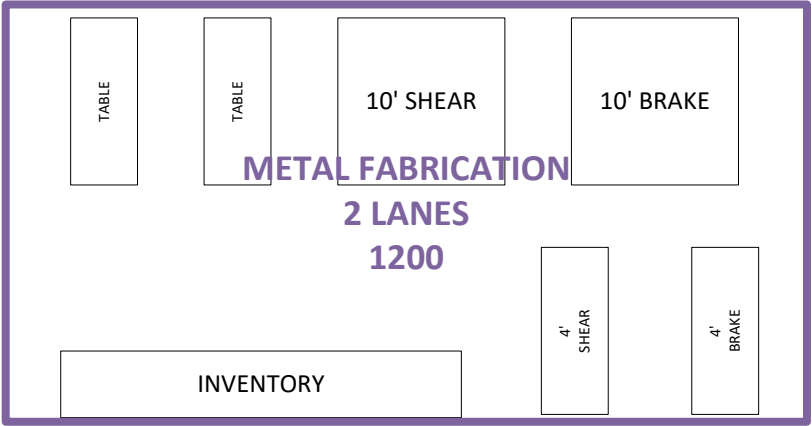 TABLE
TABLE
10' SHEAR
10' BRAKE
METAL FABRICATION
2 LANES
1200
4'
SHEAR
4'
BRAKE
INVENTORY